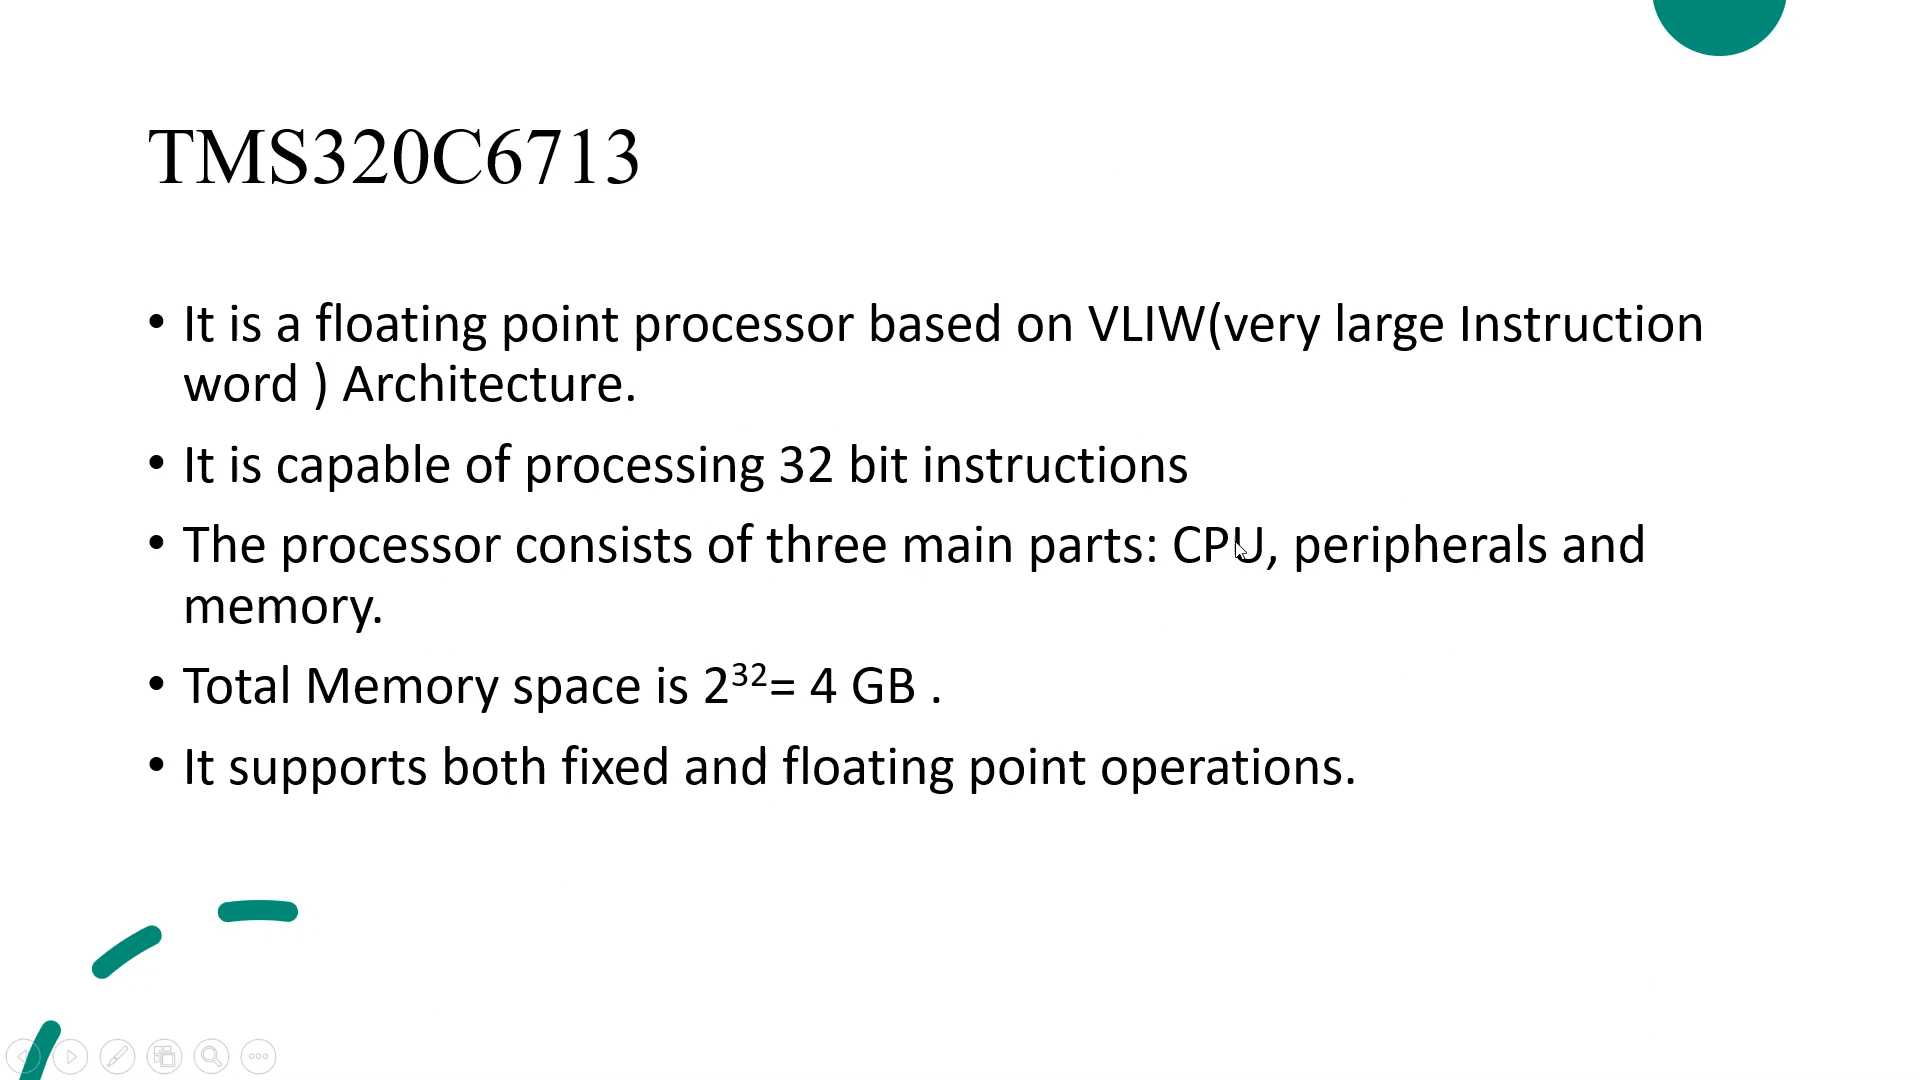 TMS320C6713
• It is a floating point processor based on VLIW(very large Instruction
word ) Architecture.
• It is capable of processing 32 bit instructions
• The processor consists of three main parts: CPU, peripherals and
memory.
• Total Memory space is 2³²= 4 GB .
• It supports both fixed and floating point operations.